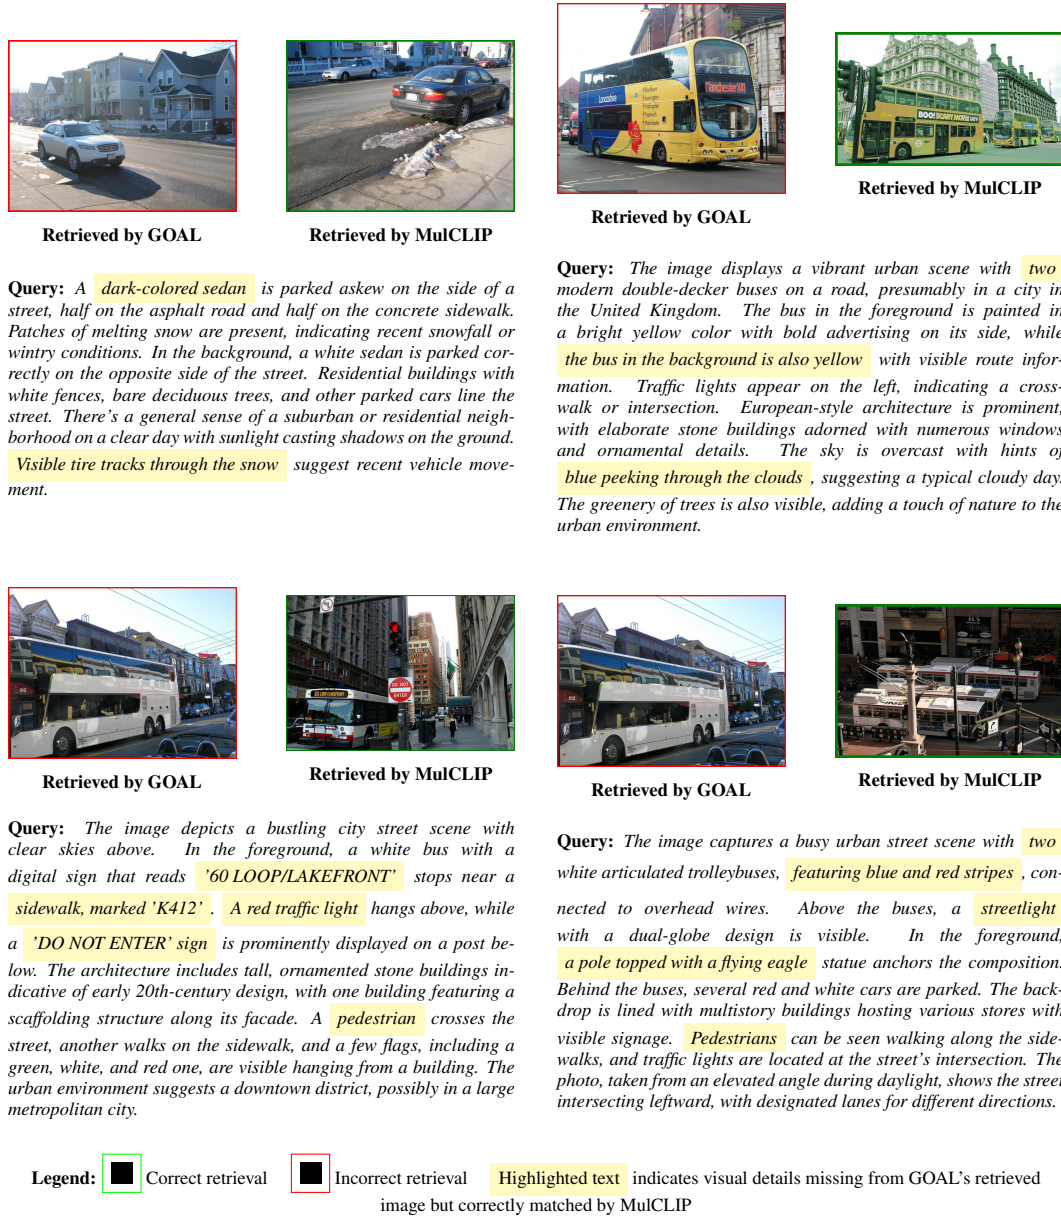 Lancashire
Manchester X41
BOO! SCARY MOVIE
Retrieved by GOAL
Retrieved by MulCLIP
Query: A dark-colored sedan is parked askew on the side of a
street, half on the asphalt road and half on the concrete sidewalk.
Patches of melting snow are present, indicating recent snowfall or
wintry conditions. In the background, a white sedan is parked cor-
rectly on the opposite side of the street. Residential buildings with
white fences, bare deciduous trees, and other parked cars line the
street. There's a general sense of a suburban or residential neigh-
borhood on a clear day with sunlight casting shadows on the ground.
Visible tire tracks through the snow suggest recent vehicle move-
ment.
Retrieved by GOAL
Retrieved by MulCLIP
Query: The image displays a vibrant urban scene with two
modern double-decker buses on a road, presumably in a city in
the United Kingdom. The bus in the foreground is painted in
a bright yellow color with bold advertising on its side, while
the bus in the background is also yellow with visible route infor-
mation. Traffic lights appear on the left, indicating a cross-
walk or intersection. European-style architecture is prominent,
with elaborate stone buildings adorned with numerous windows
and ornamental details. The sky is overcast with hints of
blue peeking through the clouds , suggesting a typical cloudy day.
The greenery of trees is also visible, adding a touch of nature to the
urban environment.
DO NOT
ENTER
Retrieved by GOAL
Retrieved by MulCLIP
Query: The image depicts a bustling city street scene with
clear skies above. In the foreground, a white bus with a
digital sign that reads '60 LOOP/LAKEFRONT' stops near a
sidewalk, marked 'K412' . A red traffic light hangs above, while
a 'DO NOT ENTER' sign is prominently displayed on a post be-
low. The architecture includes tall, ornamented stone buildings in-
dicative of early 20th-century design, with one building featuring a
scaffolding structure along its facade. A pedestrian crosses the
street, another walks on the sidewalk, and a few flags, including a
green, white, and red one, are visible hanging from a building. The
urban environment suggests a downtown district, possibly in a large
metropolitan city.
Retrieved by GOAL
Retrieved by MulCLIP
Query: The image captures a busy urban street scene with two
white articulated trolleybuses, featuring blue and red stripes , con-
nected to overhead wires. Above the buses, a streetlight
with a dual-globe design is visible. In the foreground,
a pole topped with a flying eagle statue anchors the composition.
Behind the buses, several red and white cars are parked. The back-
drop is lined with multistory buildings hosting various stores with
visible signage. Pedestrians can be seen walking along the side-
walks, and traffic lights are located at the street's intersection. The
photo, taken from an elevated angle during daylight, shows the street
intersecting leftward, with designated lanes for different directions.
Legend: Correct retrieval Incorrect retrieval Highlighted text indicates visual details missing from GOAL's retrieved
image but correctly matched by MulCLIP